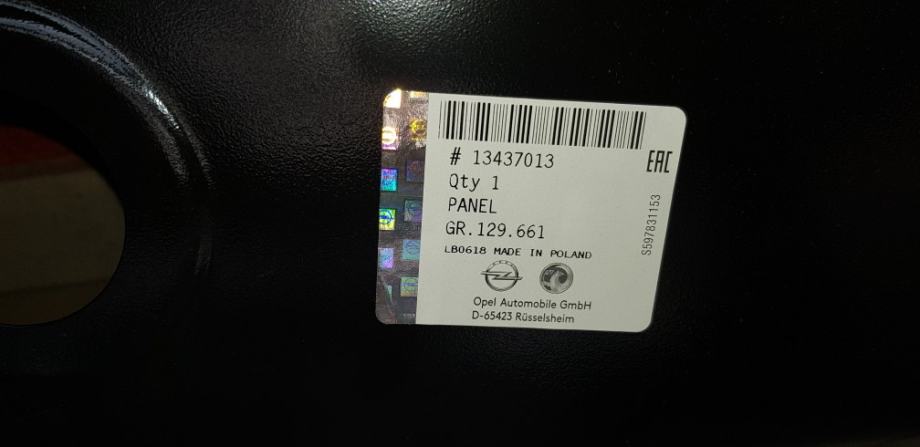 # 13437013
EAC
Qty 1
PANEL
GR.129.661
LB0618 MADE IN POLAND
Opel Automobile GmbH
D-65423 Rüsselsheim
S597831153